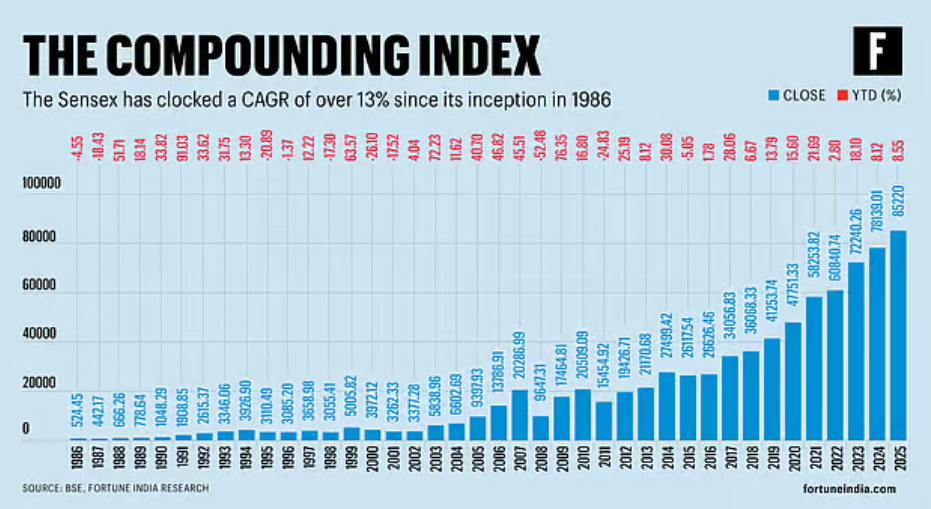 THE COMPOUNDING INDEX
F
The Sensex has clocked a CAGR of over 13% since its inception in 1986
CLOSE YTD (%)
-4.55 -18.43 51.71 18.14 33.82 91.03 33.62 31.75 13.30 -20.89 -1.37 12.22 -17.30 63.57 -26.10 -17.52 4.04 72.23 11.62 40.70 46.82 45.51 -52.48 76.35 16.80 -24.83 25.19 8.12 30.08 -5.05 1.78 28.06 6.67 13.79 15.60 21.69 2.80 18.10 8.12 8.55
100000
80000
60000
40000
20000
0
524.45 442.17 666.26 778.64 1048.29 1908.85 2615.37 3346.06 3926.90 3110.49 3085.20 3658.98 3055.41 5005.82 3972.12 3262.33 3377.28 5838.96 6602.69 9397.93 13786.91 20286.99 9647.31 17464.81 20509.09 15454.92 19426.71 21170.68 27499.42 26117.54 26626.46 34056.83 36068.33 41253.74 47751.33 58253.82 60840.74 72240.26 78139.01 85220
1986 1987 1988 1989 1990 1991 1992 1993 1994 1995 1996 1997 1998 1999 2000 2001 2002 2003 2004 2005 2006 2007 2008 2009 2010 2011 2012 2013 2014 2015 2016 2017 2018 2019 2020 2021 2022 2023 2024 2025
SOURCE: BSE, FORTUNE INDIA RESEARCH
fortuneindia.com